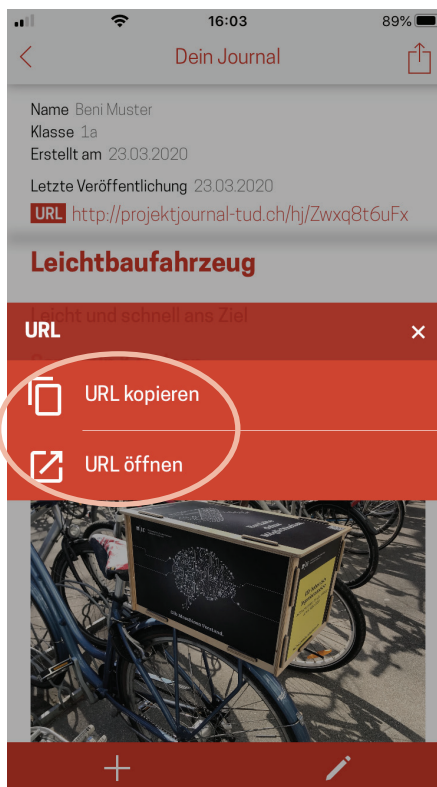 16:03
89%
Dein Journal
Name Beni Muster
Klasse 1a
Erstellt am 23.03.2020
Letzte Veröffentlichung 23.03.2020
URL http://projektjournal-tud.ch/hj/Zwxq8t6uFx
Leichtbaufahrzeug
Leicht und schnell ans Ziel
URL
URL kopieren
URL öffnen